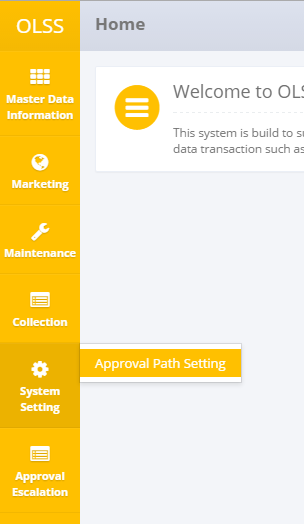 OLSS
Home
Master Data
Information
Marketing
Maintenance
Collection
System
Setting
Approval
Escalation
Welcome to OLS
This system is build to su
data transaction such as
Approval Path Setting